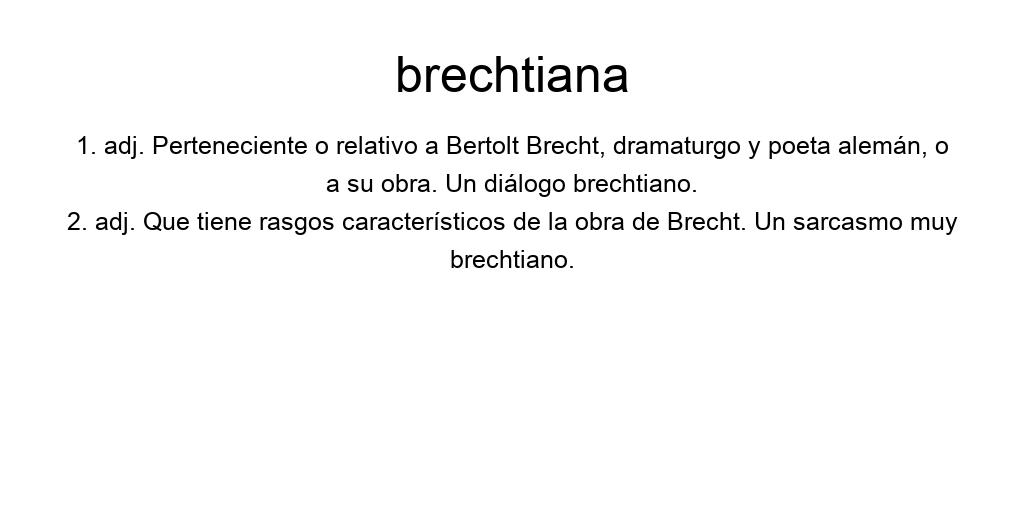 brechtiana
1. adj. Perteneciente o relativo a Bertolt Brecht, dramaturgo y poeta alemán, o
a su obra. Un diálogo brechtiano.
2. adj. Que tiene rasgos característicos de la obra de Brecht. Un sarcasmo muy
brechtiano.